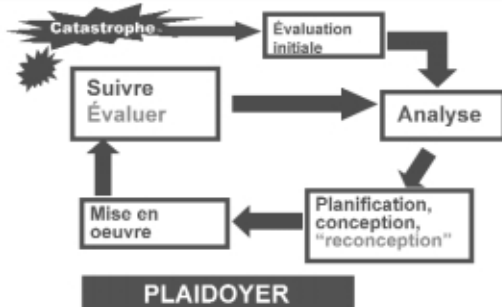 Catastrophe
Évaluation
initiale
Suivre
Évaluer
Analyse
Mise en
oeuvre
Planification,
conception,
“reconception”
PLAIDOYER